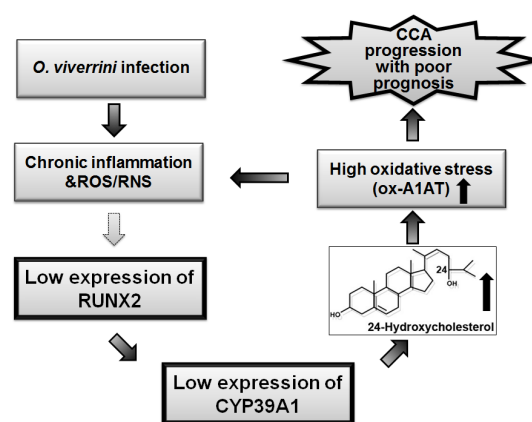 O. viverrini infection
Chronic inflammation
&ROS/RNS
Low expression of
RUNX2
Low expression of
CYP39A1
24
OH
HO
24-Hydroxycholesterol
High oxidative stress
(ox-A1AT)
CCA
progression
with poor
prognosis